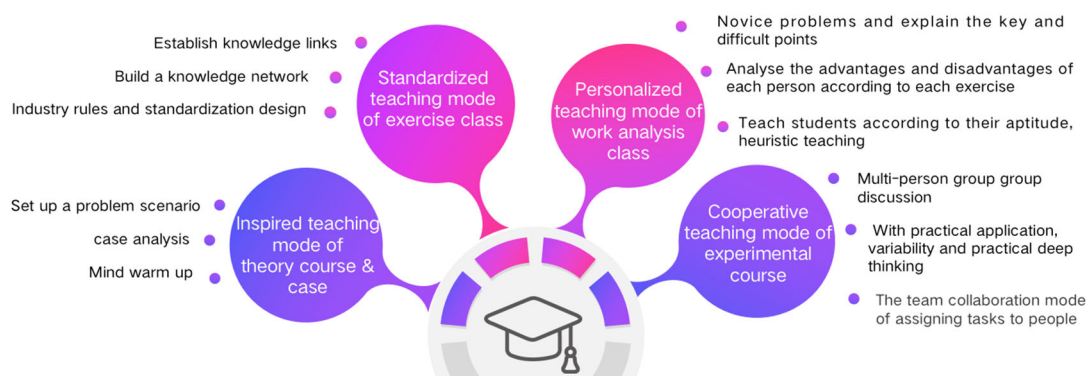 Establish knowledge links
Build a knowledge network
Industry rules and standardization design
Standardized
teaching mode
of exercise class
Novice problems and explain the key and
difficult points
Analyse the advantages and disadvantages of
each person according to each exercise
Teach students according to their aptitude,
heuristic teaching
Personalized
teaching mode of
work analysis
class
Set up a problem scenario
case analysis
Mind warm up
Inspired teaching
mode of
theory course &
case
Cooperative
teaching mode of
experimental
course
Multi-person group group
discussion
With practical application,
variability and practical deep
thinking
The team collaboration mode
of assigning tasks to people